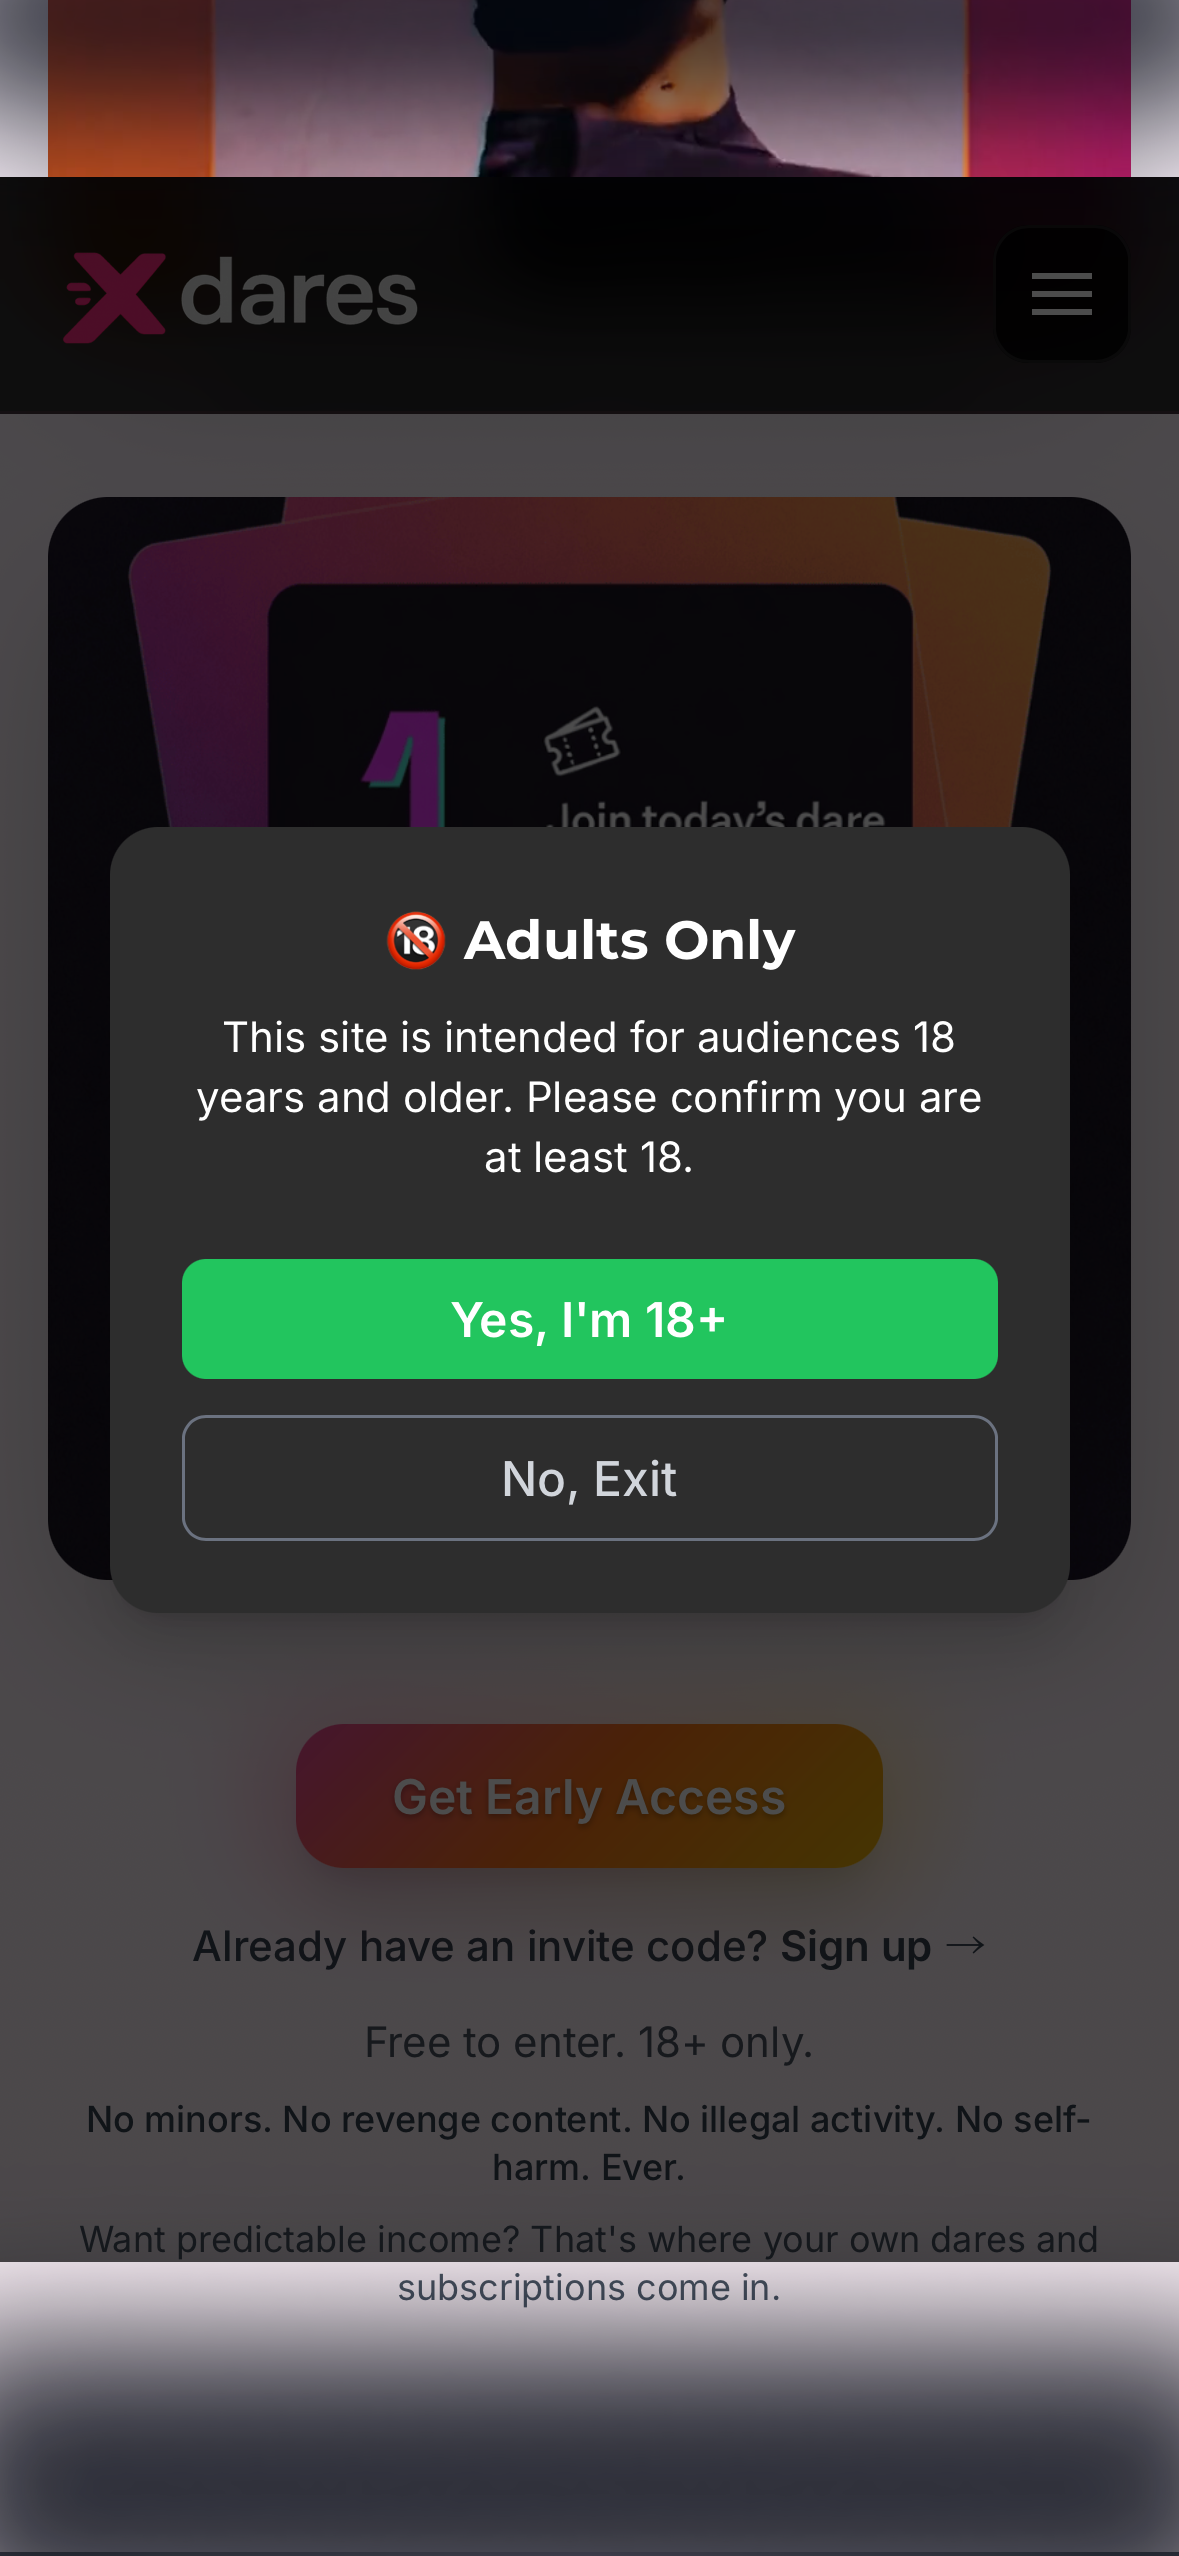 X dares
1
Join today’s dare
🔞 Adults Only
This site is intended for audiences 18
years and older. Please confirm you are
at least 18.
Yes, I'm 18+
No, Exit
Get Early Access
Already have an invite code? Sign up →
Free to enter. 18+ only.
No minors. No revenge content. No illegal activity. No self-
harm. Ever.
Want predictable income? That's where your own dares and
subscriptions come in.